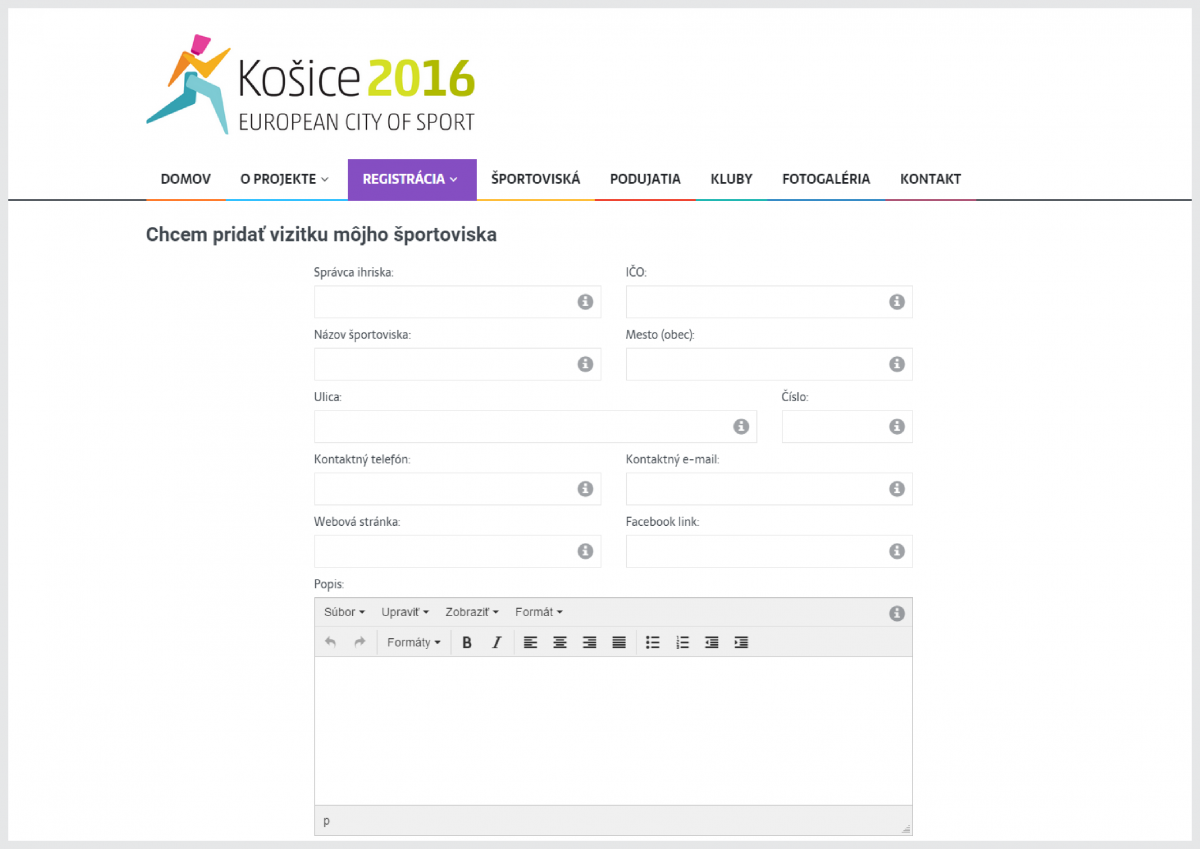 Košice 2016
EUROPEAN CITY OF SPORT
DOMOV O PROJEKTE REGISTRÁCIA ŠPORTOVISKÁ PODUJATIA KLUBY FOTOGALÉRIA KONTAKT
Chcem pridať vizitku môjho športoviska
Správca ihriska: IČO:
Názov športoviska: Mesto (obec):
Ulica: Číslo:
Kontaktný telefón: Kontaktný e-mail:
Webová stránka: Facebook link:
Popis:
Súbor Upraviť Zobraziť Formát
Formáty B I
p